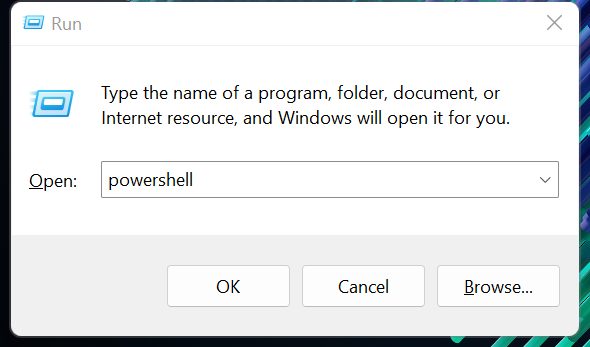 Run
Type the name of a program, folder, document, or
Internet resource, and Windows will open it for you.
Open: powershell
OK Cancel Browse...